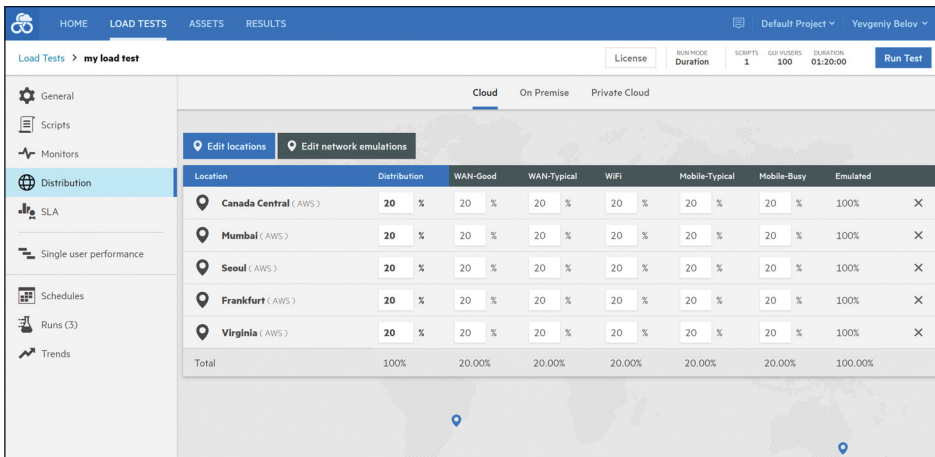 HOME LOAD TESTS ASSETS RESULTS Default Project Yevgeniy Belov
Load Tests > my load test License RUN MODE Duration SCRIPTS 1 GUI VUSERS 100 DURATION 01:20:00 Run Test
General
Scripts
Monitors
Distribution
SLA
Single user performance
Schedules
Runs (3)
Trends
Cloud On Premise Private Cloud
Edit locations Edit network emulations
Location Distribution WAN-Good WAN-Typical WiFi Mobile-Typical Mobile-Busy Emulated
Canada Central ( AWS ) 20 % 20 % 20 % 20 % 20 % 20 % 100%
Mumbai ( AWS ) 20 % 20 % 20 % 20 % 20 % 20 % 100%
Seoul ( AWS ) 20 % 20 % 20 % 20 % 20 % 20 % 100%
Frankfurt ( AWS ) 20 % 20 % 20 % 20 % 20 % 20 % 100%
Virginia ( AWS ) 20 % 20 % 20 % 20 % 20 % 20 % 100%
Total 100% 20.00% 20.00% 20.00% 20.00% 20.00% 100.00%